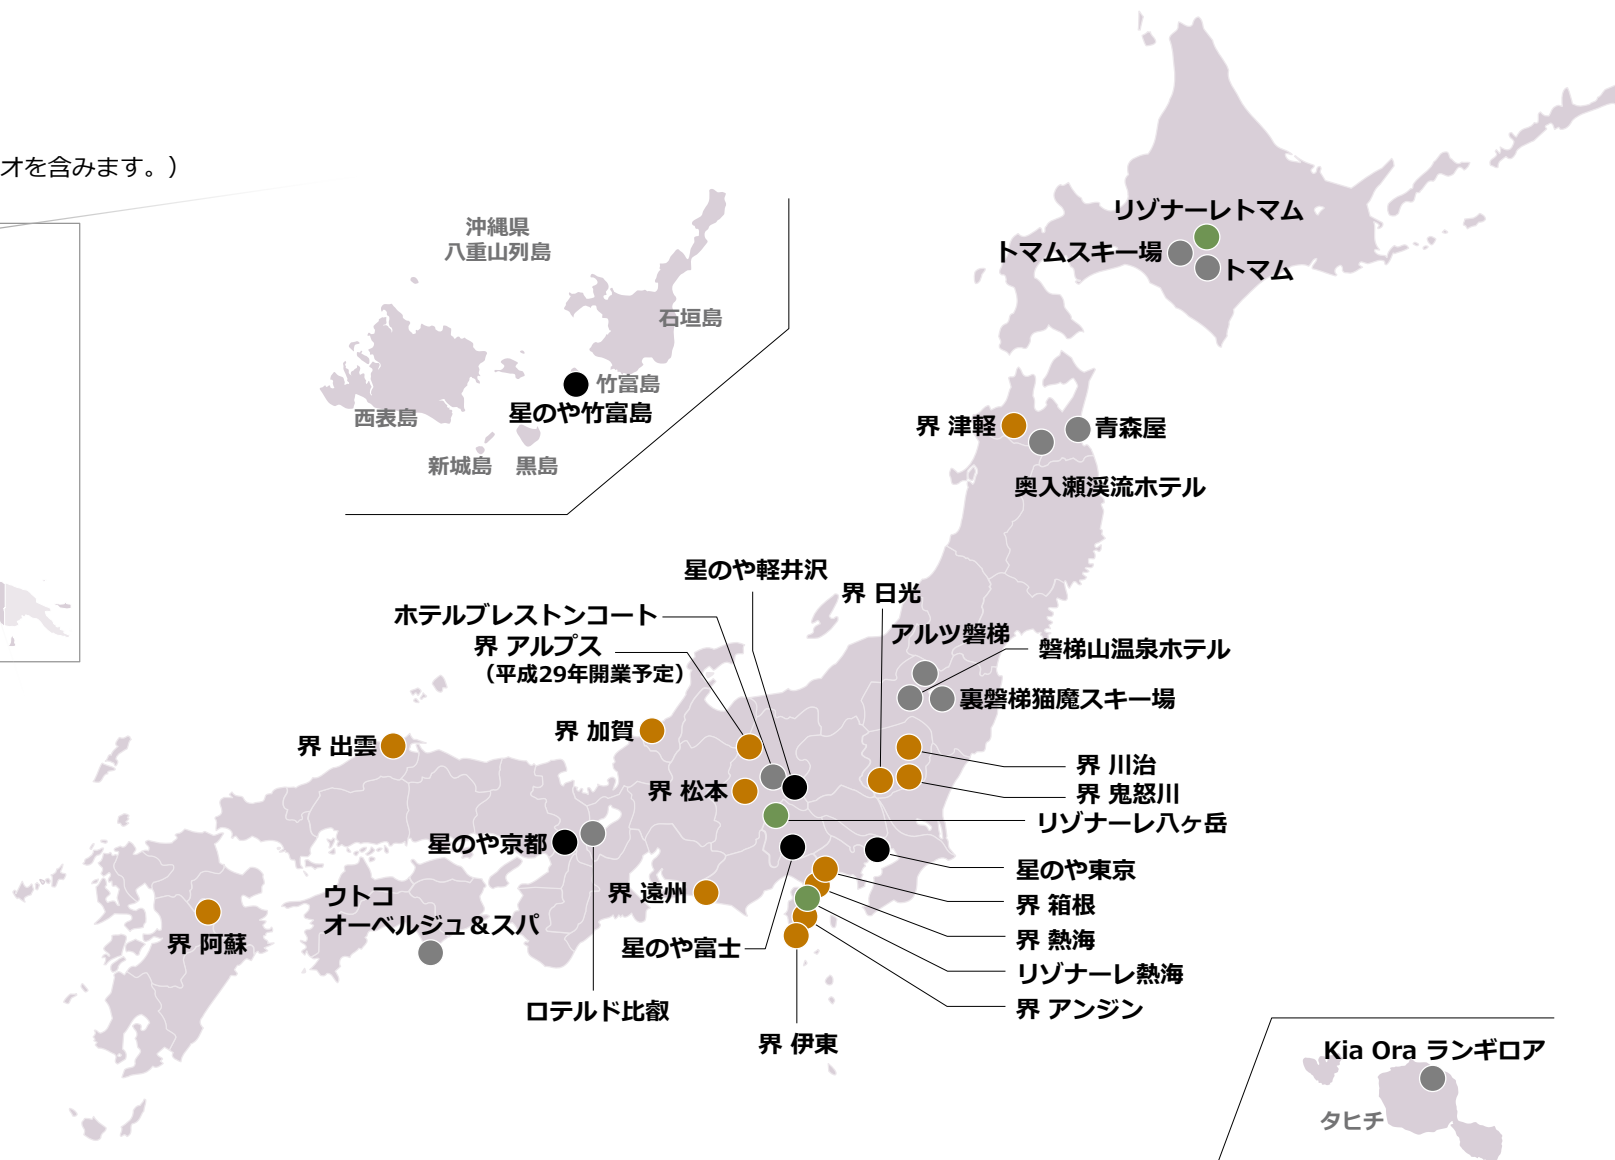 オを含みます。）
沖縄県
八重山列島
石垣島
竹富島
星のや竹富島
西表島
新城島
黒島
リゾナーレトマム
トマムスキー場
トマム
界 津軽
青森屋
奥入瀬渓流ホテル
星のや軽井沢
界 日光
ホテルブレストンコート
界 アルプス
（平成29年開業予定）
アルツ磐梯
磐梯山温泉ホテル
裏磐梯猫魔スキー場
界 加賀
界 出雲
界 川治
界 松本
界 鬼怒川
リゾナーレ八ヶ岳
星のや京都
星のや東京
ウトコ
オーベルジュ＆スパ
界 遠州
界 箱根
界 阿蘇
星のや富士
界 熱海
リゾナーレ熱海
ロテルド比叡
界 アンジン
界 伊東
Kia Ora ランギロア
タヒチ